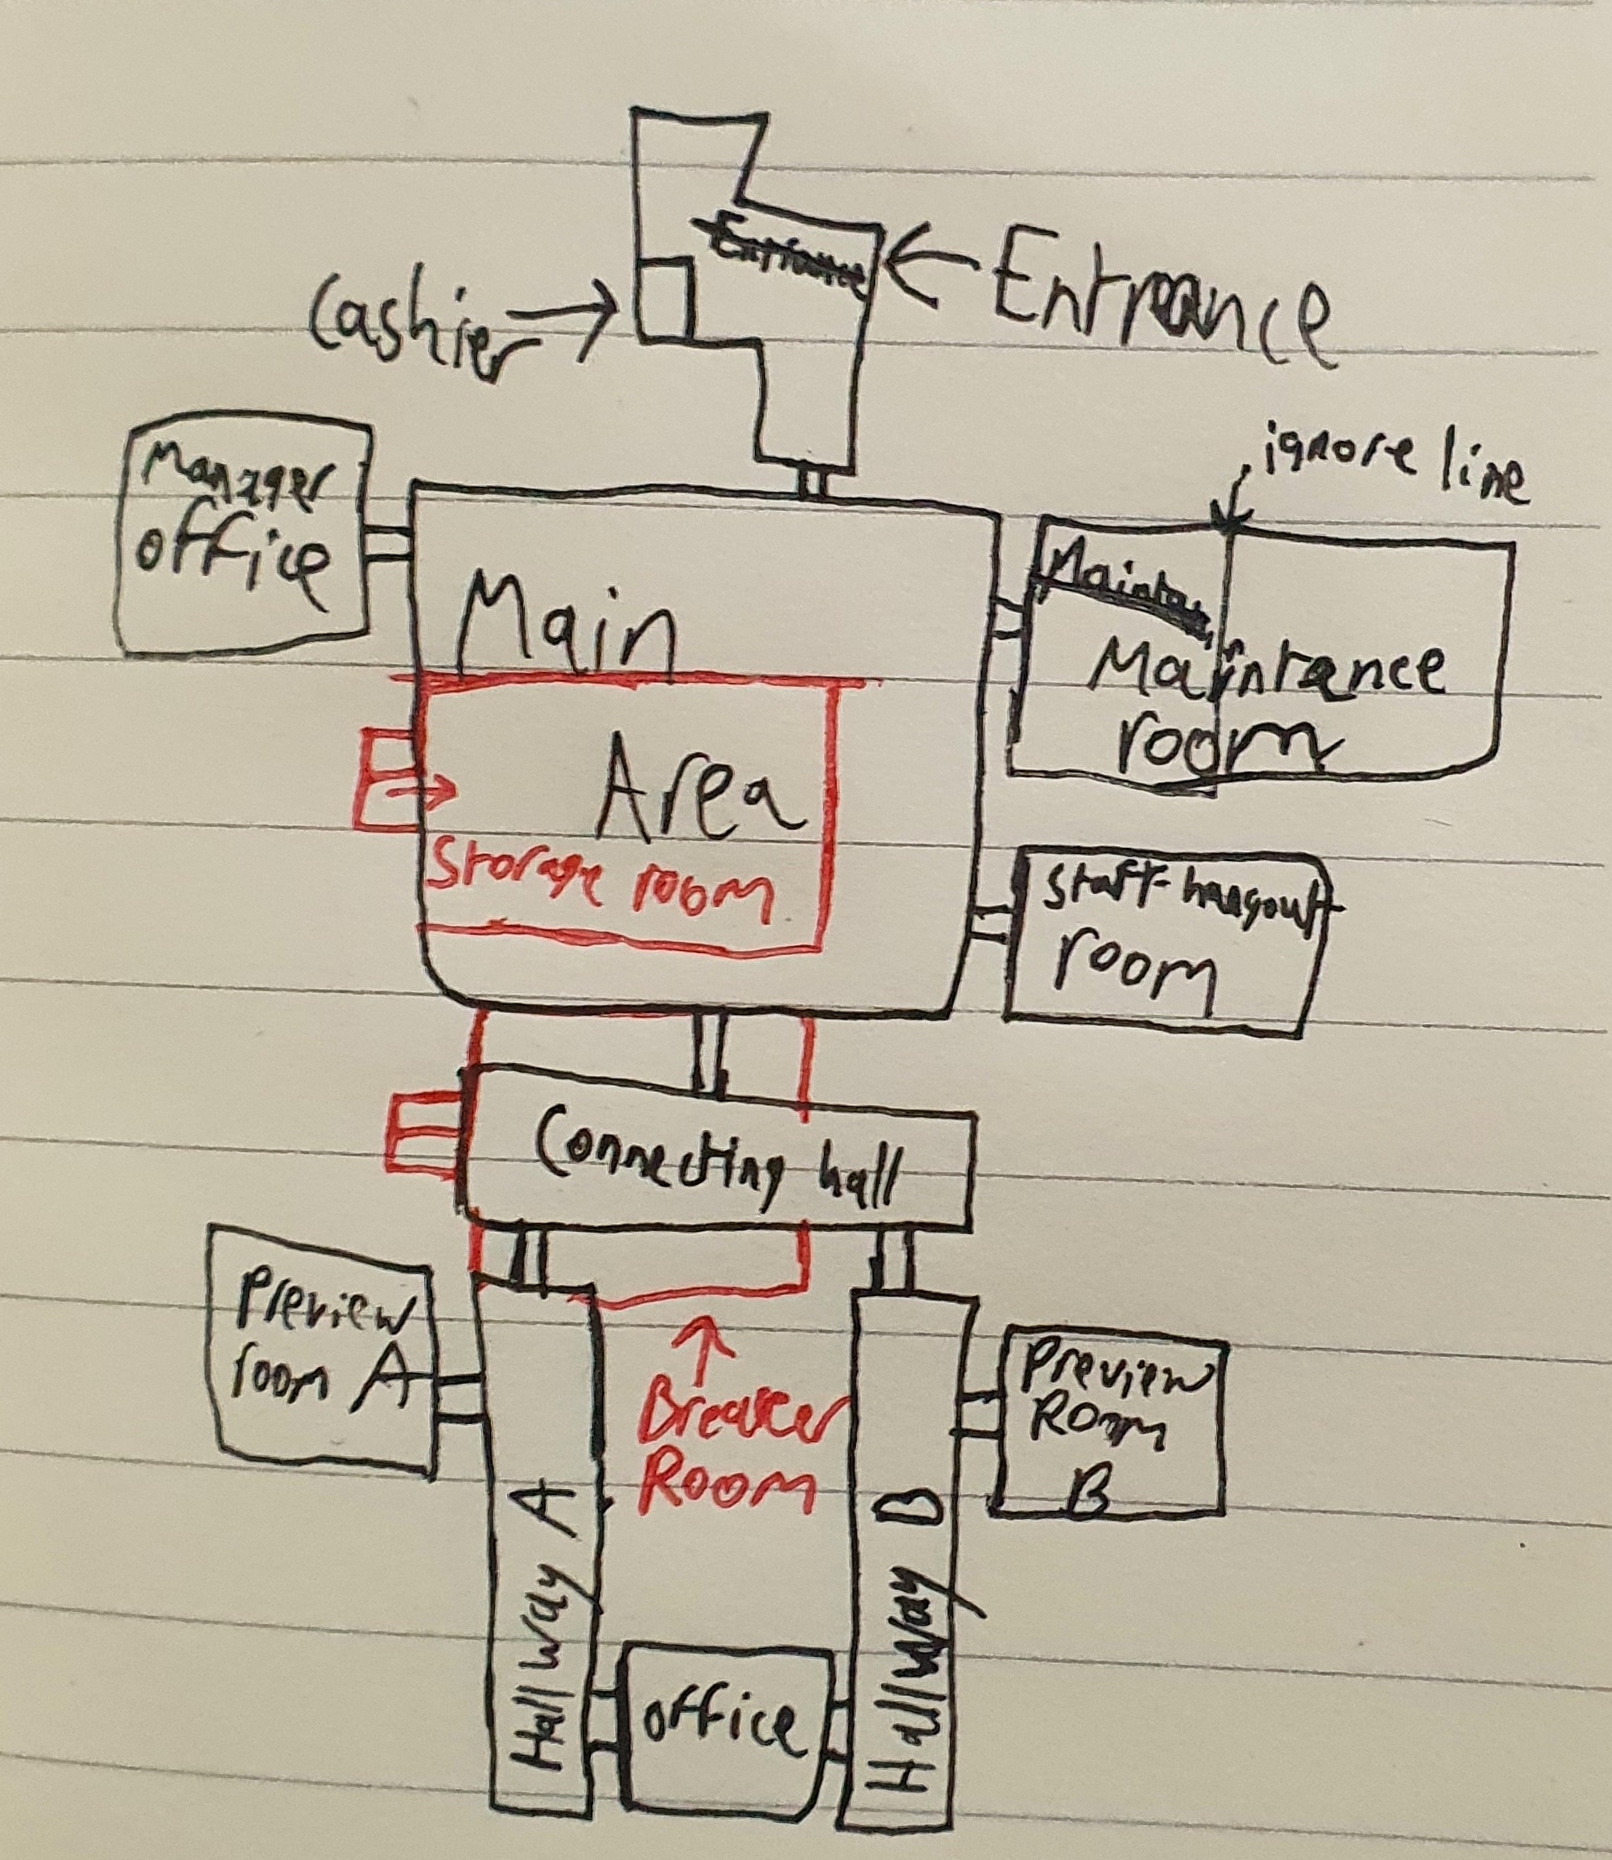 Entrance
Entrance
Cashier
ignore line
Manager
office
Mainta
Maintance
room
Main
Area
Storage room
Staff hangout
room
Connecting hall
Preview
room A
Preview
Room
B
Breaker
Room
Hallway A
Hallway B
office